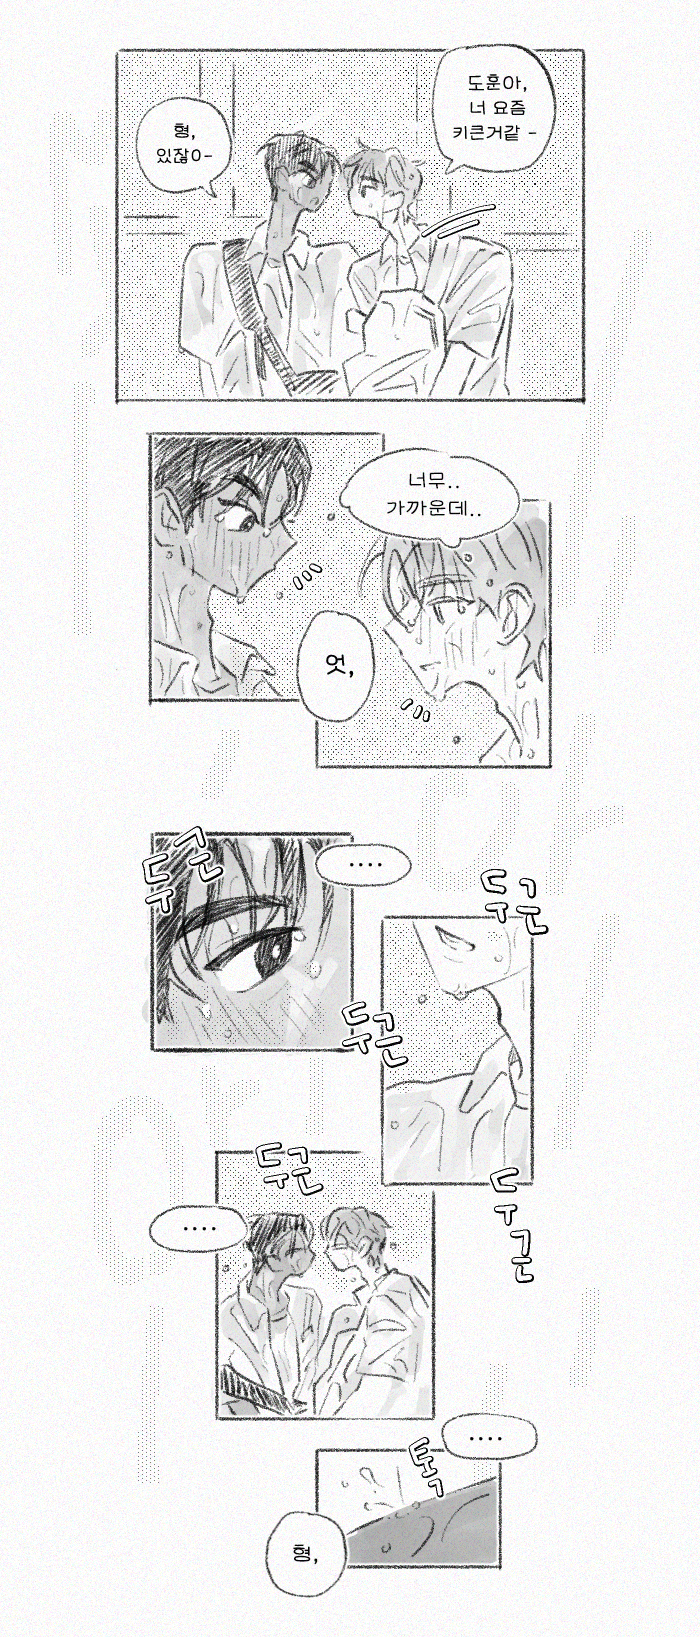 형,
있잖아-
도훈아,
너 요즘
키큰거같 -
너무..
가까운데..
엇,
두근
....
두근
두근
두근
....
두근
....
톡
형,